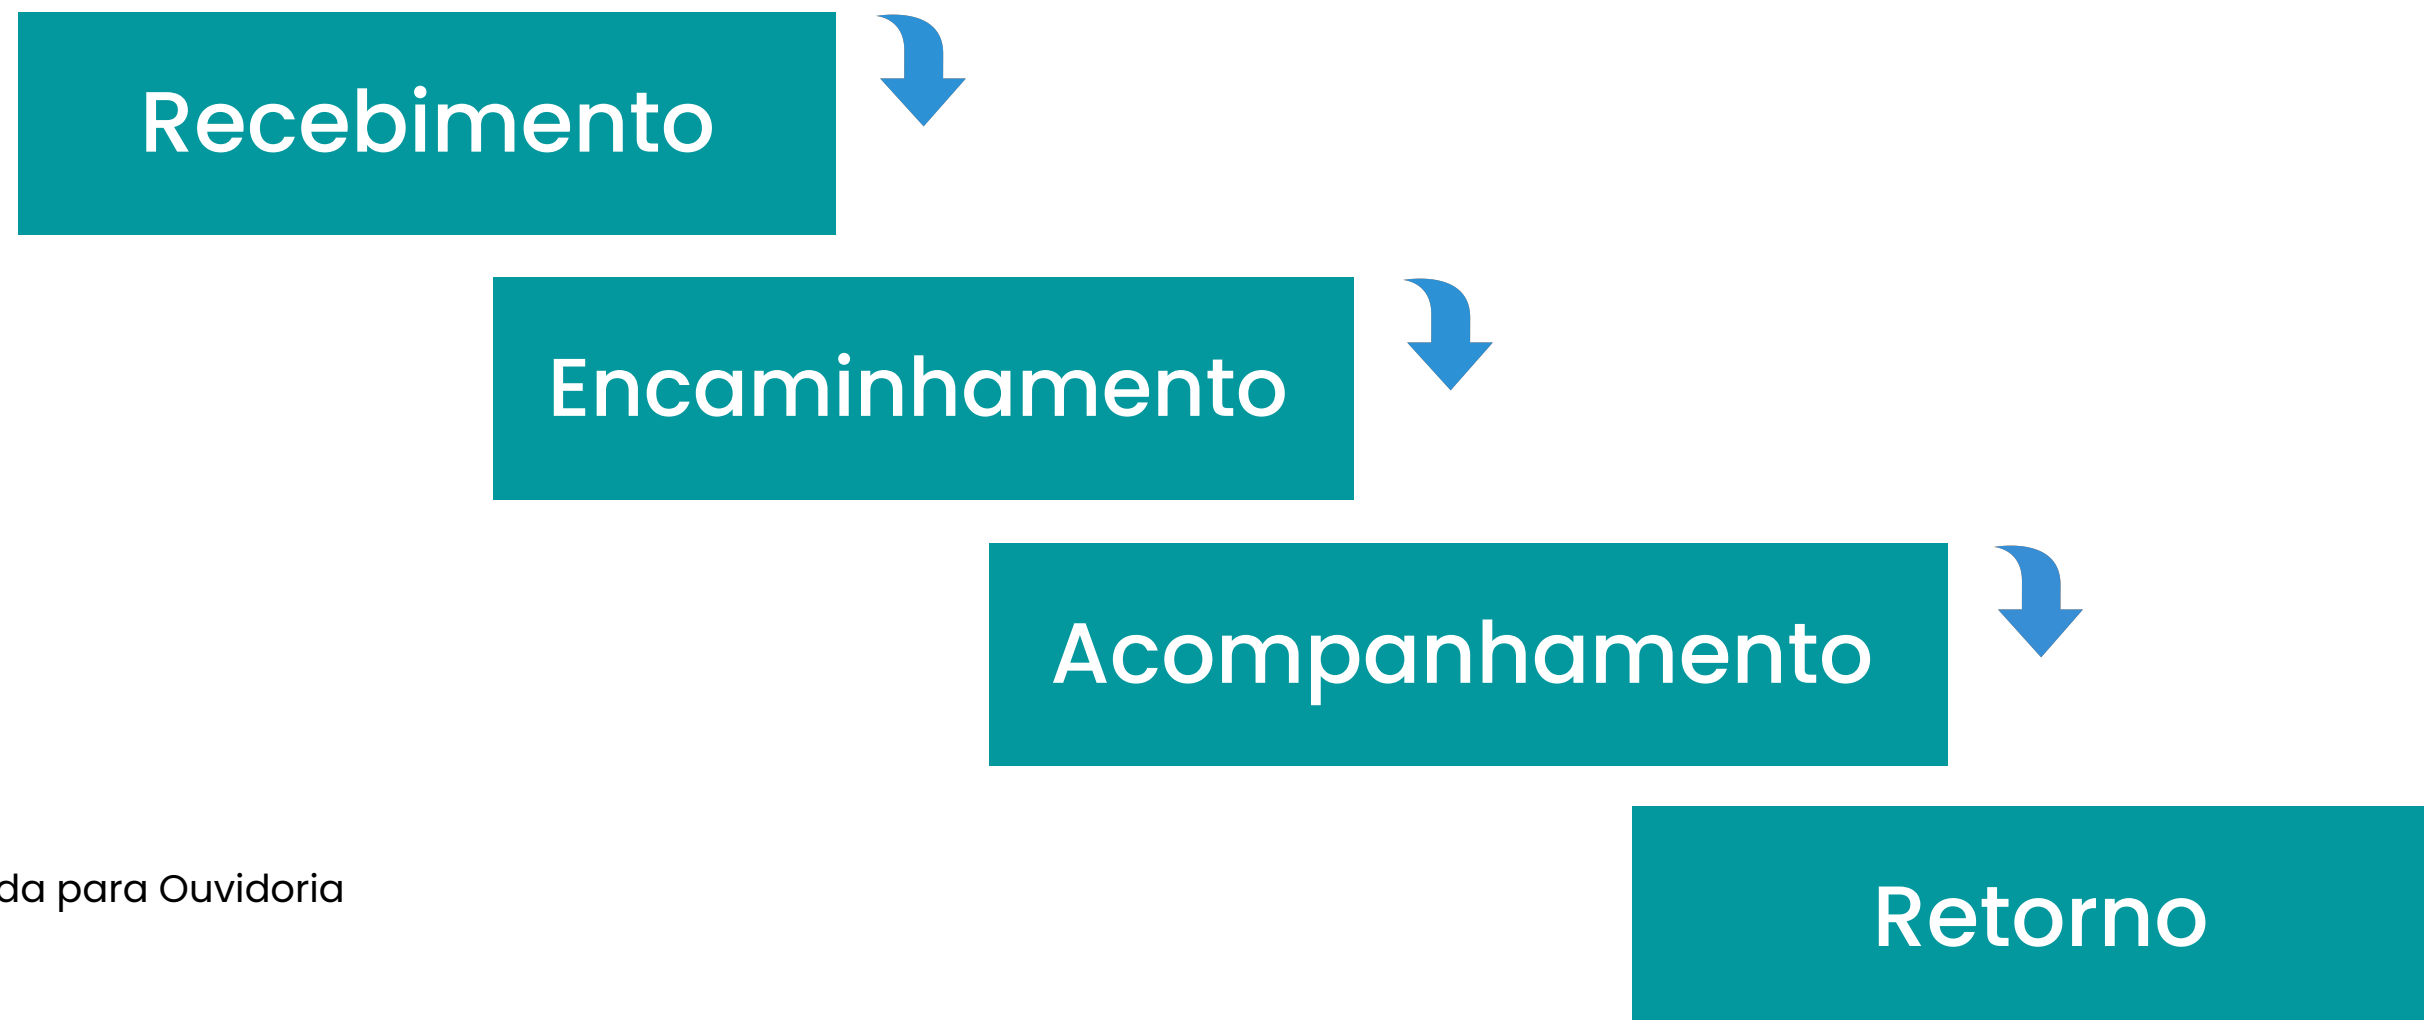 Recebimento
Encaminhamento
Acompanhamento
da para Ouvidoria
Retorno